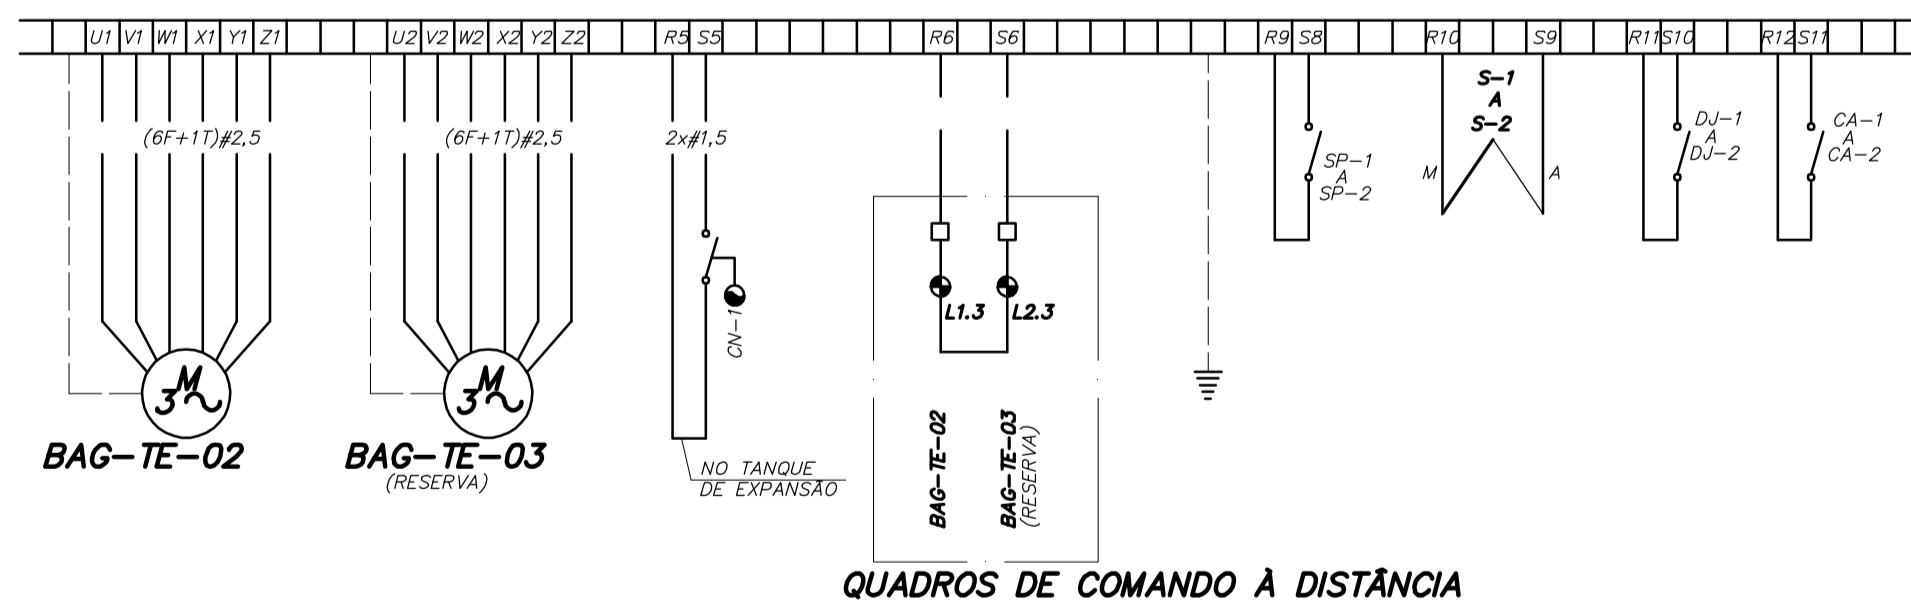 U1 V1 W1 X1 Y1 Z1 U2 V2 W2 X2 Y2 Z2 R5 S5 R6 S6 R9 S8 R10 S9 R11 S10 R12 S11
(6F+1T)#2,5
(6F+1T)#2,5
2x#1,5
S-1
A
S-2
M
A
SP-1
A
SP-2
DJ-1
A
DJ-2
CA-1
A
CA-2
CN-1
L1.3
L2.3
M
3
M
3
BAG-TE-02
BAG-TE-03
(RESERVA)
NO TANQUE
DE EXPANSÃO
BAG-TE-02
BAG-TE-03
(RESERVA)
QUADROS DE COMANDO À DISTÂNCIA